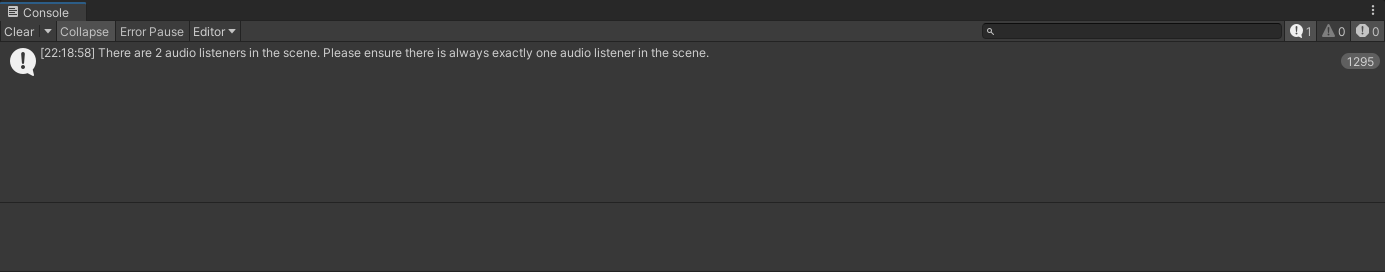 Console
Clear Collapse Error Pause Editor 1 0 0
[22:18:58] There are 2 audio listeners in the scene. Please ensure there is always exactly one audio listener in the scene.
1295